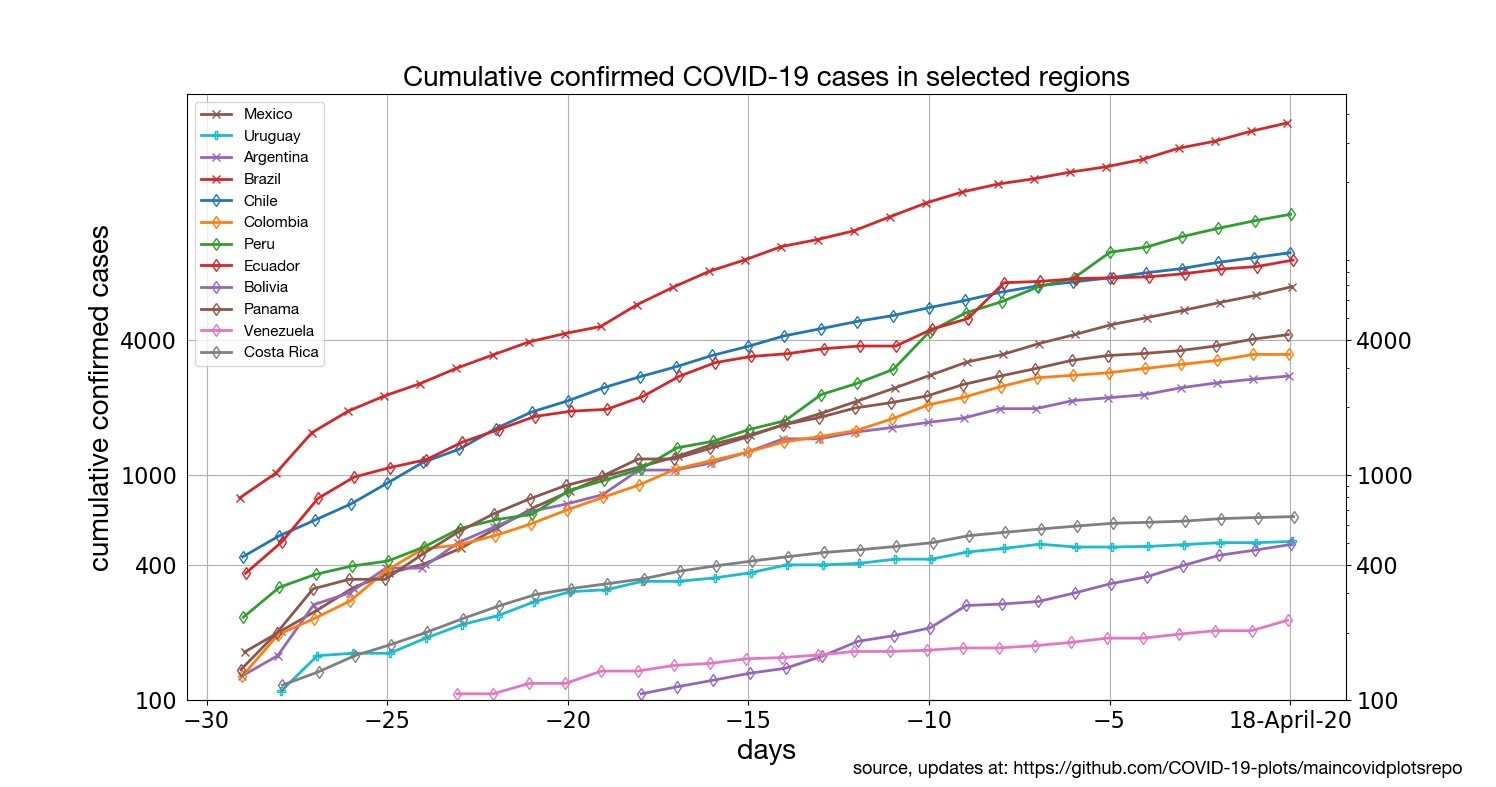 Cumulative confirmed COVID-19 cases in selected regions
Mexico
Uruguay
Argentina
Brazil
Chile
Colombia
Peru
Ecuador
Bolivia
Panama
Venezuela
Costa Rica
cumulative confirmed cases
4000
1000
400
100
4000
1000
400
100
−30
−25
−20
−15
−10
−5
18-April-20
days
source, updates at: https://github.com/COVID-19-plots/maincovidplotsrepo